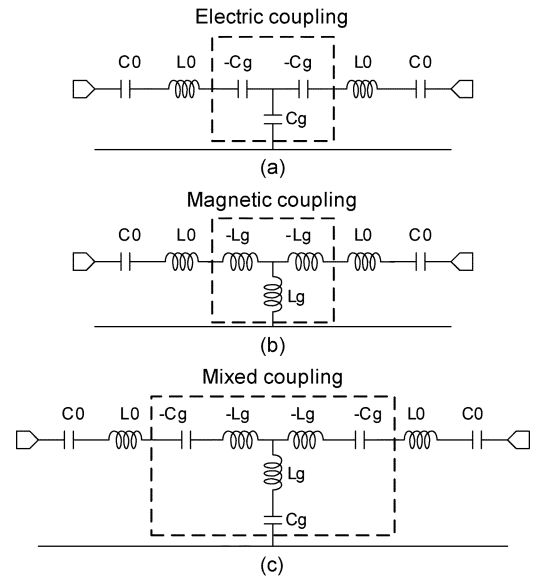 Electric coupling
C0 L0 -Cg -Cg L0 C0
Cg
(a)
Magnetic coupling
C0 L0 -Lg -Lg L0 C0
Lg
(b)
Mixed coupling
C0 L0 -Cg -Lg -Lg -Cg L0 C0
Lg
Cg
(c)